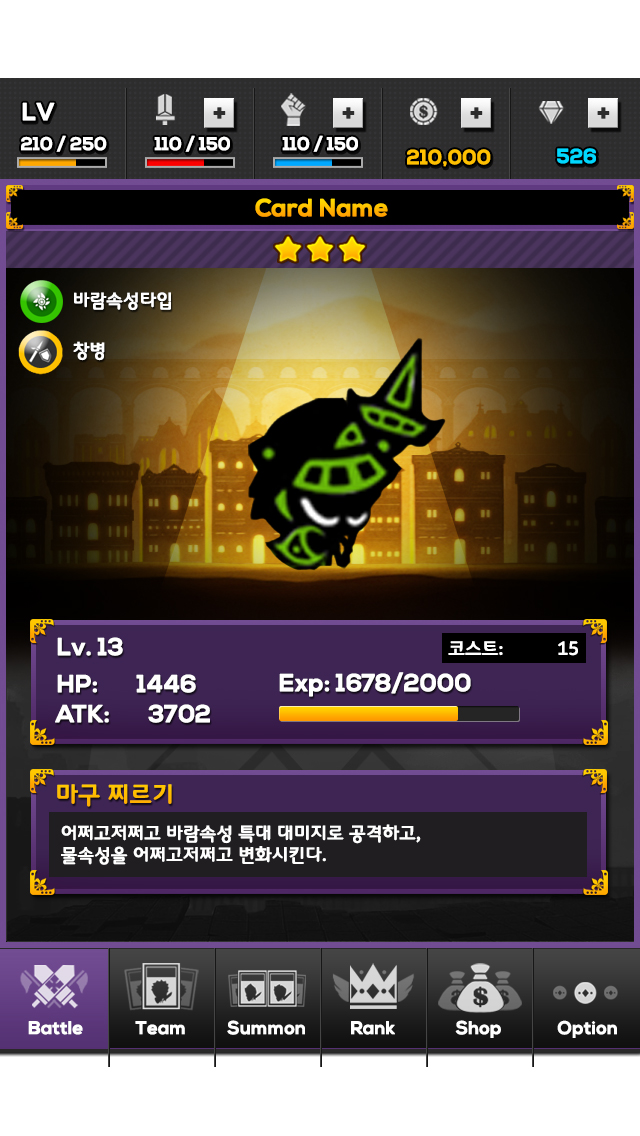 LV
210 / 250
110 / 150
110 / 150
210,000
526
Card Name
바람속성타입
창병
Lv. 13
코스트: 15
HP: 1446
Exp: 1678/2000
ATK: 3702
마구 찌르기
어쩌고저쩌고 바람속성 특대 대미지로 공격하고,
물속성을 어쩌고저쩌고 변화시킨다.
Battle
Team
Summon
Rank
Shop
Option